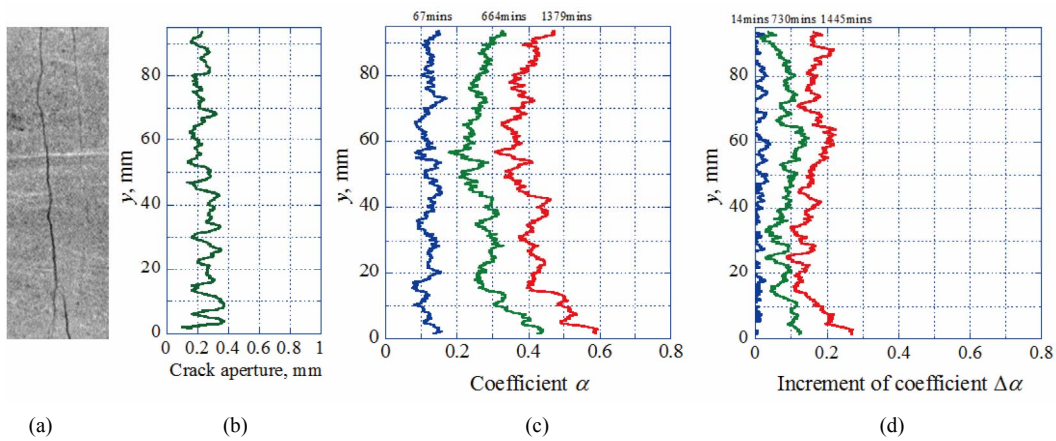 67mins 664mins 1379mins
14mins 730mins 1445mins
y, mm
80
60
40
20
0
0 0.2 0.4 0.6 0.8 1
Crack aperture, mm
y, mm
80
60
40
20
0
0 0.2 0.4 0.6 0.8
Coefficient α
y, mm
80
60
40
20
0
0 0.2 0.4 0.6 0.8
Increment of coefficient Δα
(a) (b) (c) (d)